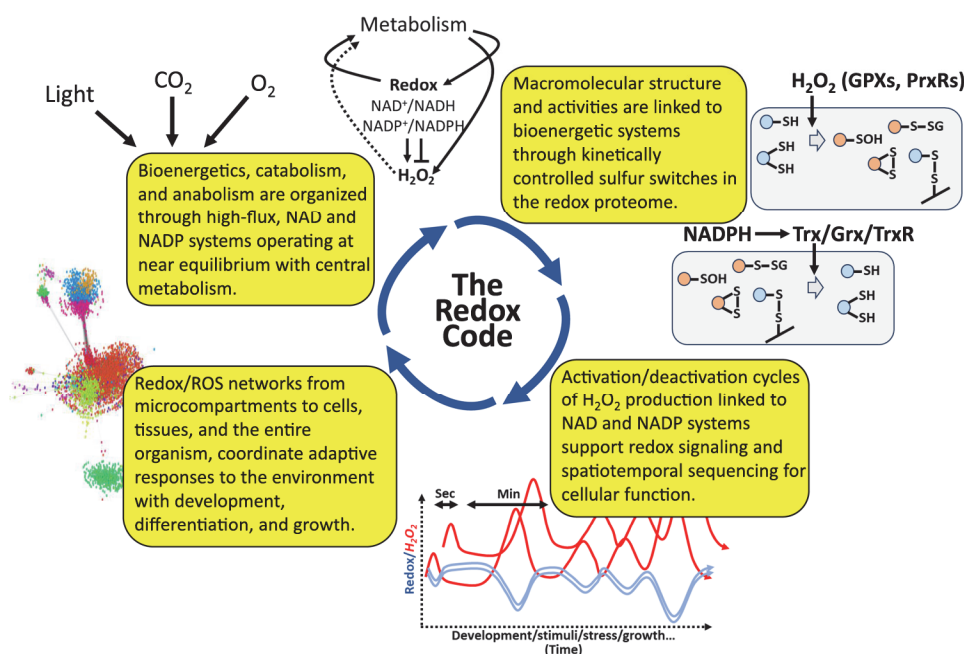 Metabolism
Light
CO₂
O₂
Redox
NAD⁺/NADH
NADP⁺/NADPH
H₂O₂
Bioenergetics, catabolism,
and anabolism are organized
through high-flux, NAD and
NADP systems operating at
near equilibrium with central
metabolism.
Macromolecular structure
and activities are linked to
bioenergetic systems
through kinetically
controlled sulfur switches in
the redox proteome.
H₂O₂ (GPXs, PrxRs)
SH
SH
SH
SOH
S
S
S-SG
S
S
NADPH
Trx/Grx/TrxR
SOH
S-SG
S
S
S
S
SH
SH
SH
The
Redox
Code
Redox/ROS networks from
microcompartments to cells,
tissues, and the entire
organism, coordinate adaptive
responses to the environment
with development,
differentiation, and growth.
Activation/deactivation cycles
of H₂O₂ production linked to
NAD and NADP systems
support redox signaling and
spatiotemporal sequencing for
cellular function.
Sec
Min
Redox/H₂O₂
Development/stimuli/stress/growth...
(Time)